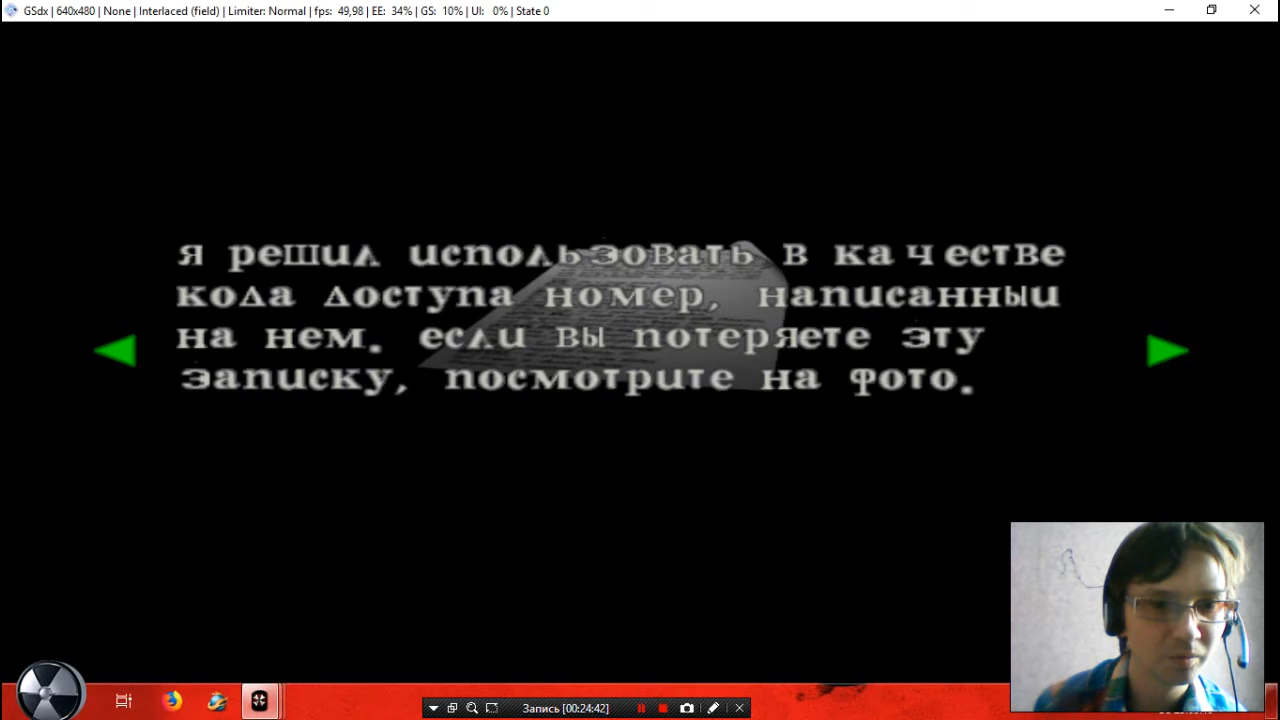 GSdx | 640x480 | None | Interlaced (field) | Limiter: Normal | fps: 49,98 | EE: 34% | GS: 10% | UI: 0% | State 0
я решил использовать в качестве
кода доступа номер, написанныи
на нем. если вы потеряете эту
записку, посмотрите на фото.
Запись [00:24:42]